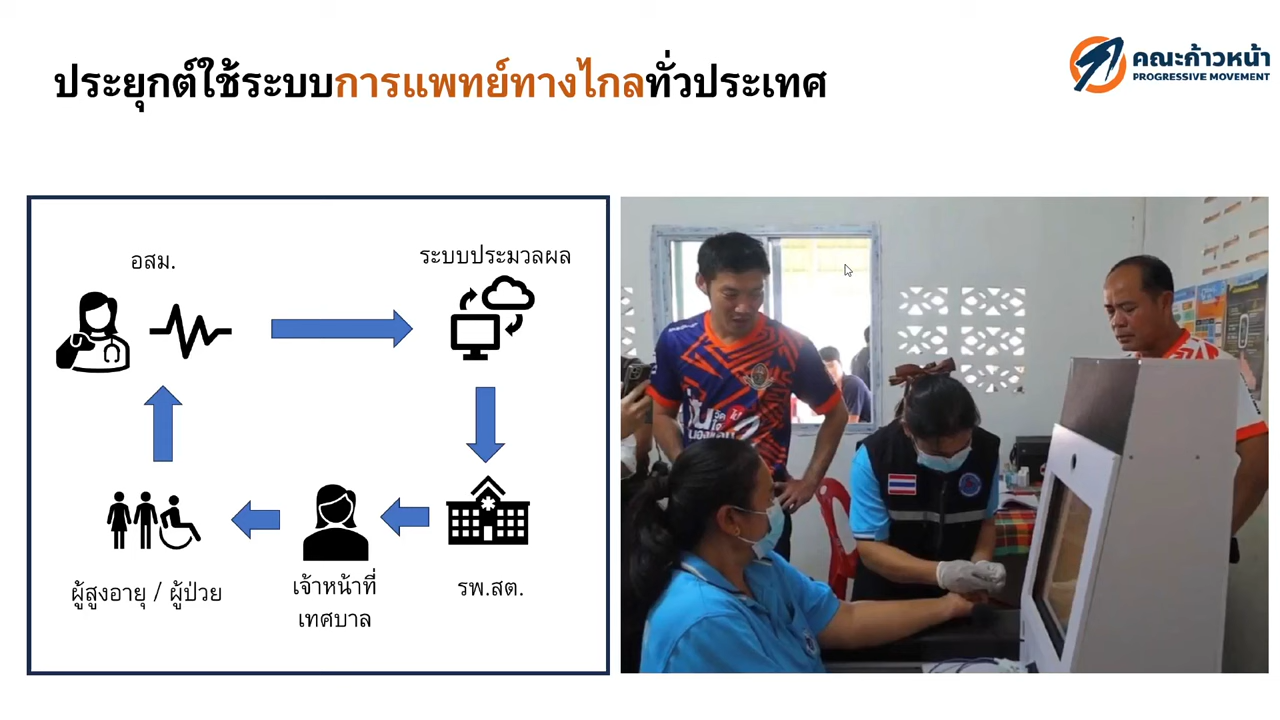 ประยุกต์ใช้ระบบการแพทย์ทางไกลทั่วประเทศ
คณะก้าวหน้า
PROGRESSIVE MOVEMENT
อสม.
ระบบประมวลผล
ผู้สูงอายุ / ผู้ป่วย
เจ้าหน้าที่
เทศบาล
รพ.สต.